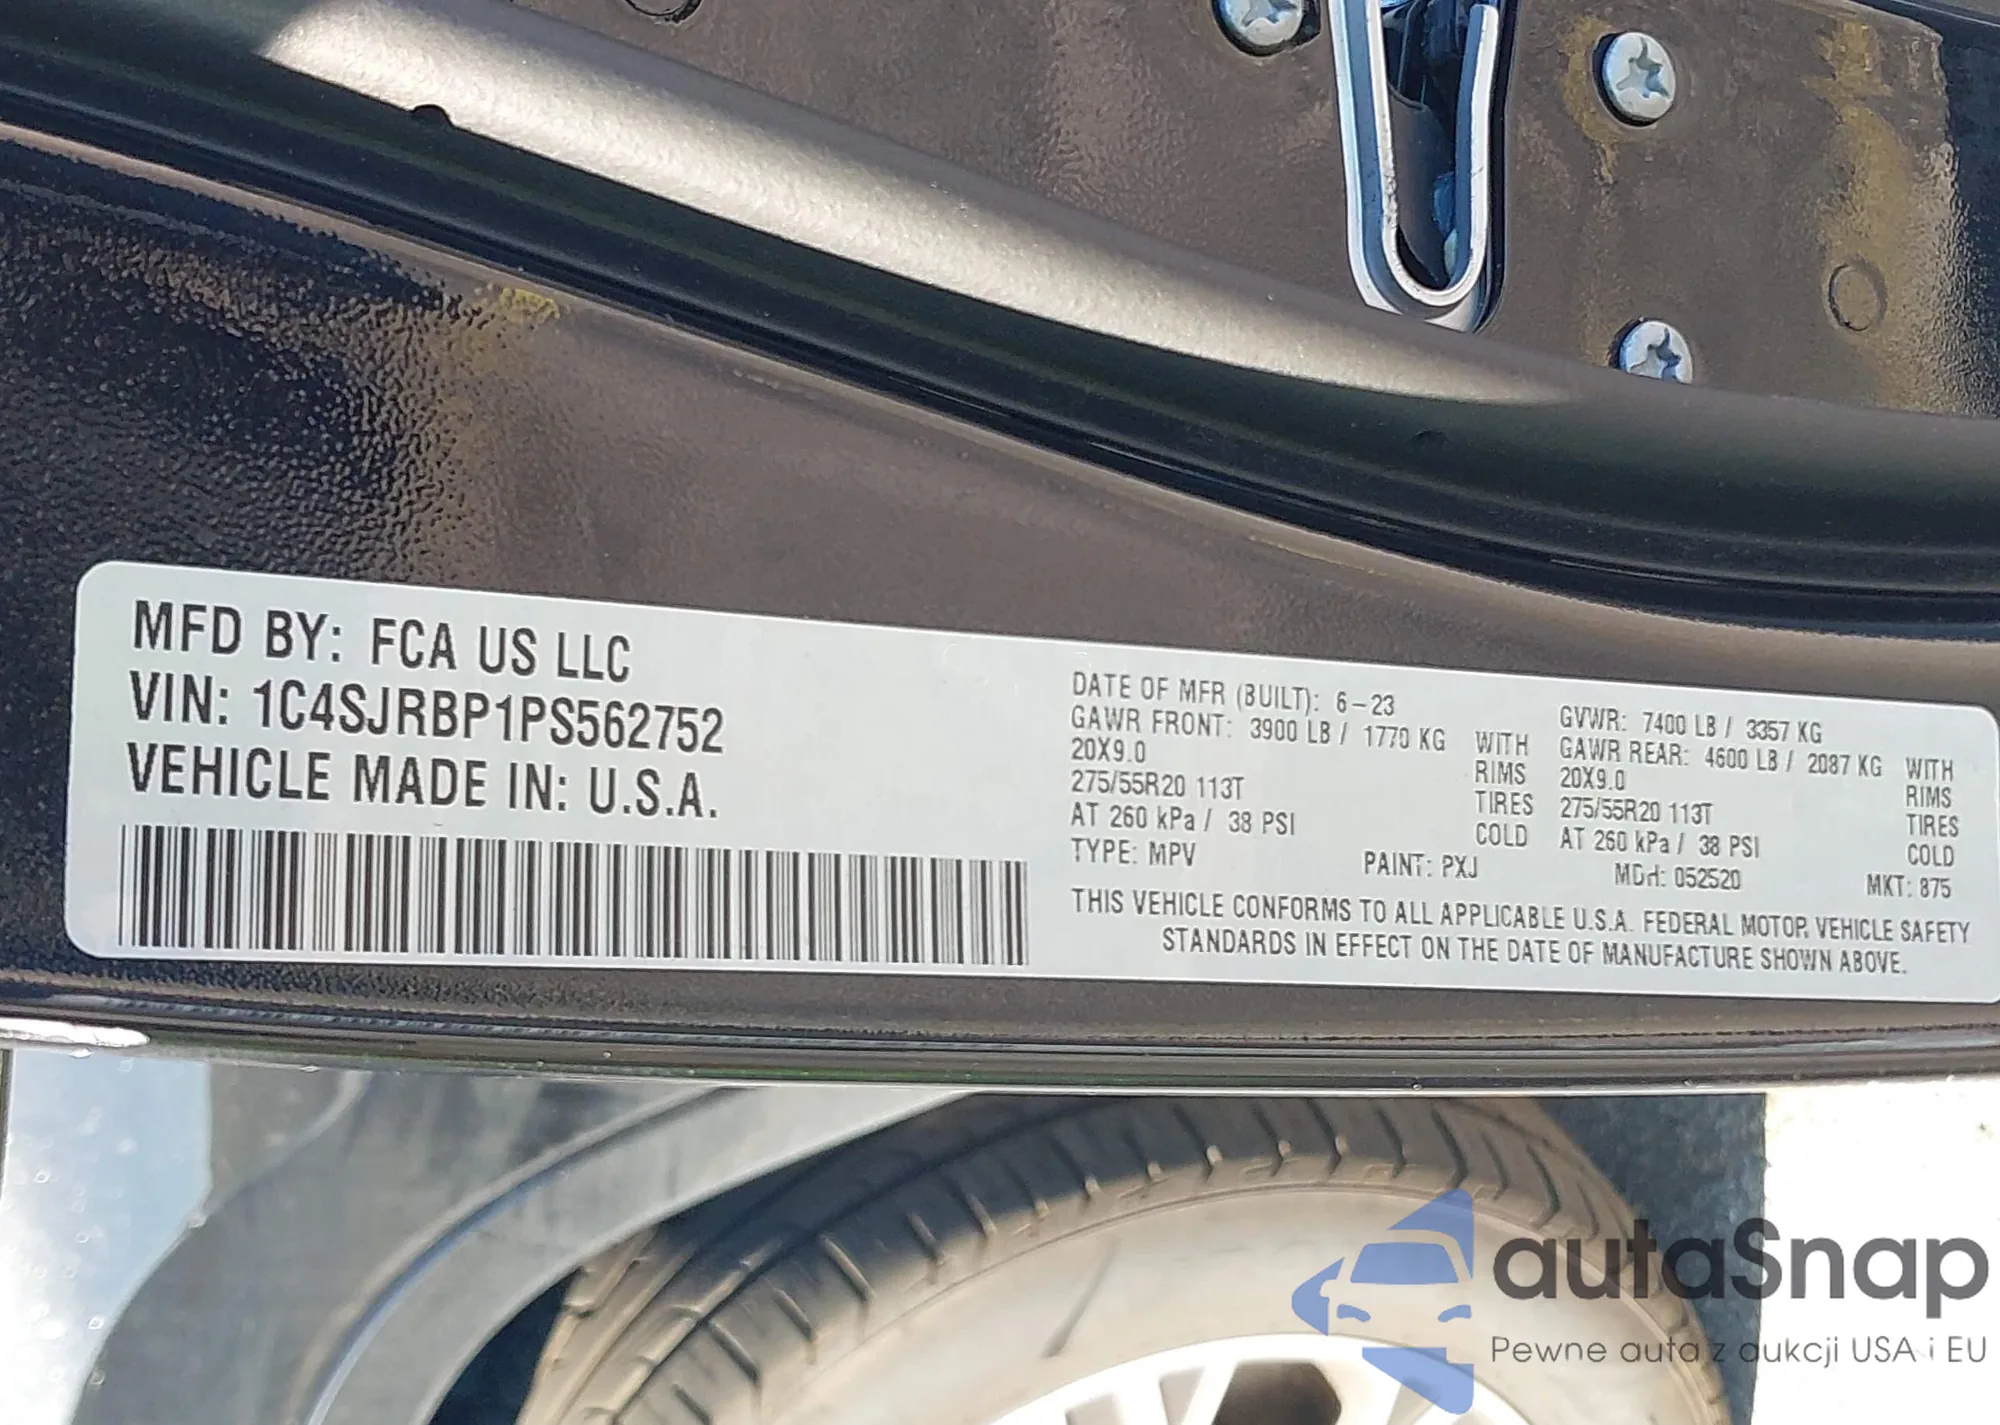 MFD BY: FCA US LLC
VIN: 1C4SJRBP1PS562752
VEHICLE MADE IN: U.S.A.
DATE OF MFR (BUILT): 6-23
GAWR FRONT: 3900 LB / 1770 KG WITH
20X9.0 RIMS
275/55R20 113T TIRES
AT 260 kPa / 38 PSI COLD
GVWR: 7400 LB / 3357 KG
GAWR REAR: 4600 LB / 2087 KG WITH
20X9.0 RIMS
275/55R20 113T TIRES
AT 260 kPa / 38 PSI COLD
TYPE: MPV PAINT: PXJ MDH: 052520 MKT: 875
THIS VEHICLE CONFORMS TO ALL APPLICABLE U.S.A. FEDERAL MOTOR VEHICLE SAFETY
STANDARDS IN EFFECT ON THE DATE OF MANUFACTURE SHOWN ABOVE.
autaSnap
Pewne auta z aukcji USA i EU